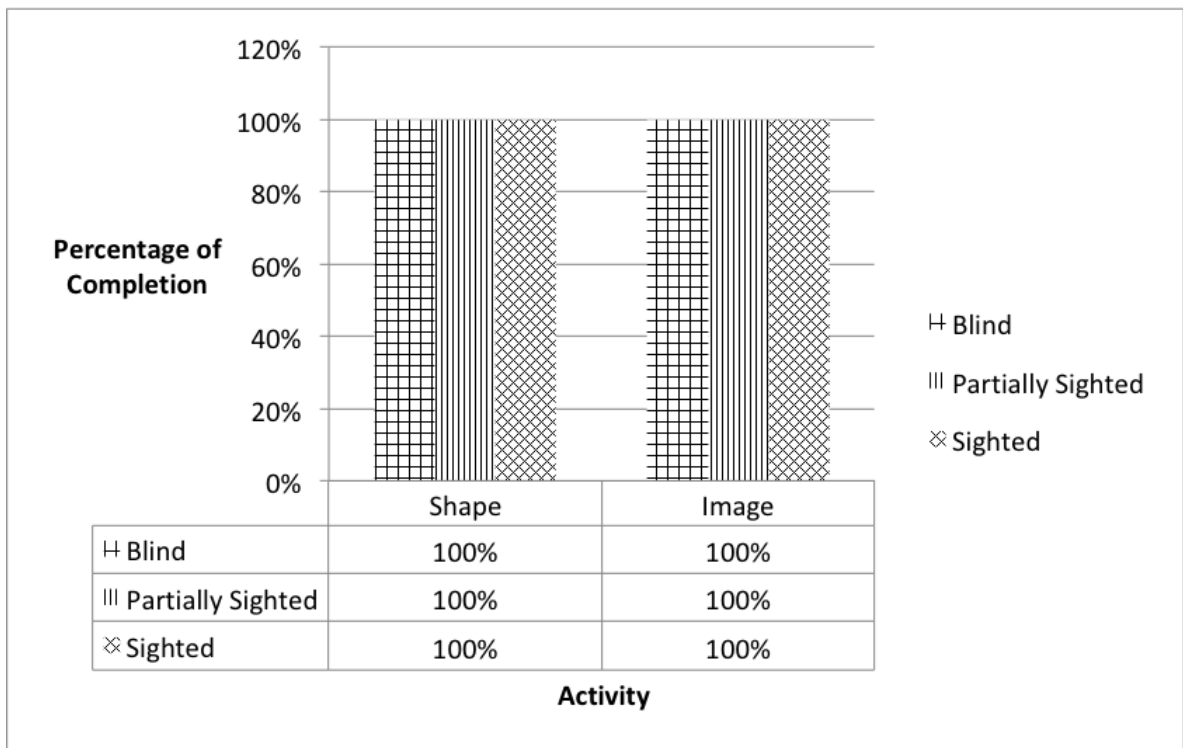 120%
100%
80%
60%
40%
20%
0%
Percentage of
Completion
Blind
Partially Sighted
Sighted
Shape Image
Blind 100% 100%
Partially Sighted 100% 100%
Sighted 100% 100%
Activity